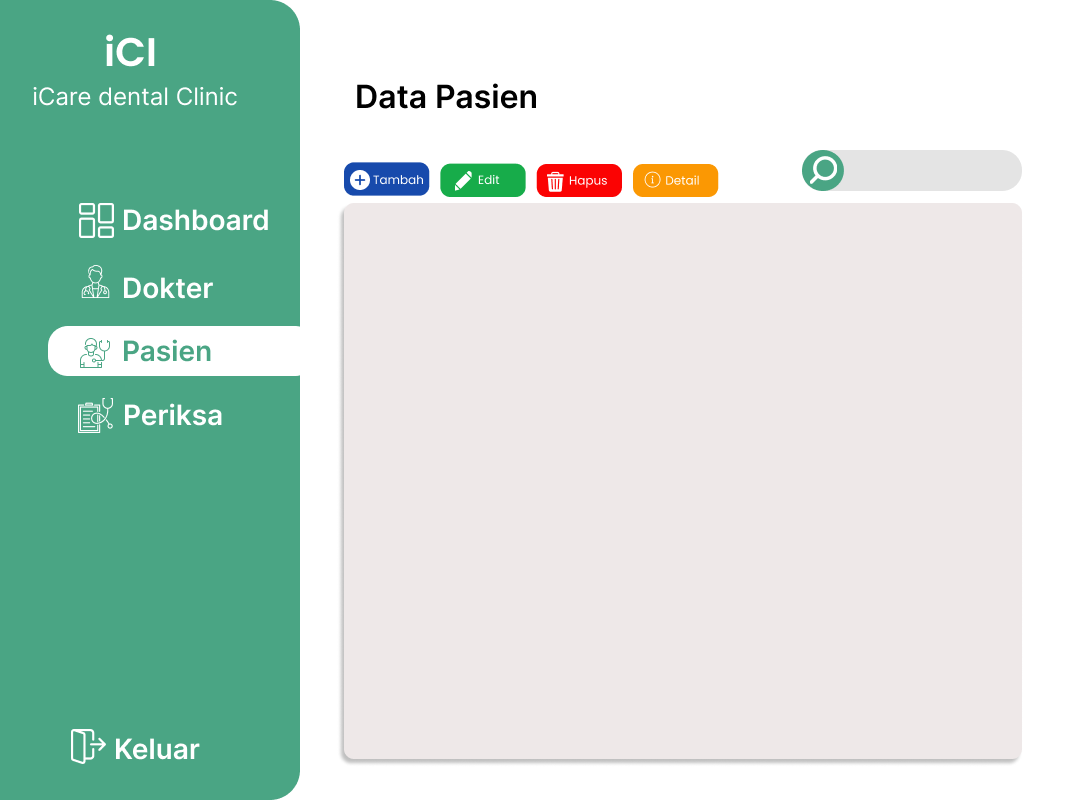 iCI
iCare dental Clinic
Dashboard
Dokter
Pasien
Periksa
Keluar
Data Pasien
Tambah
Edit
Hapus
Detail